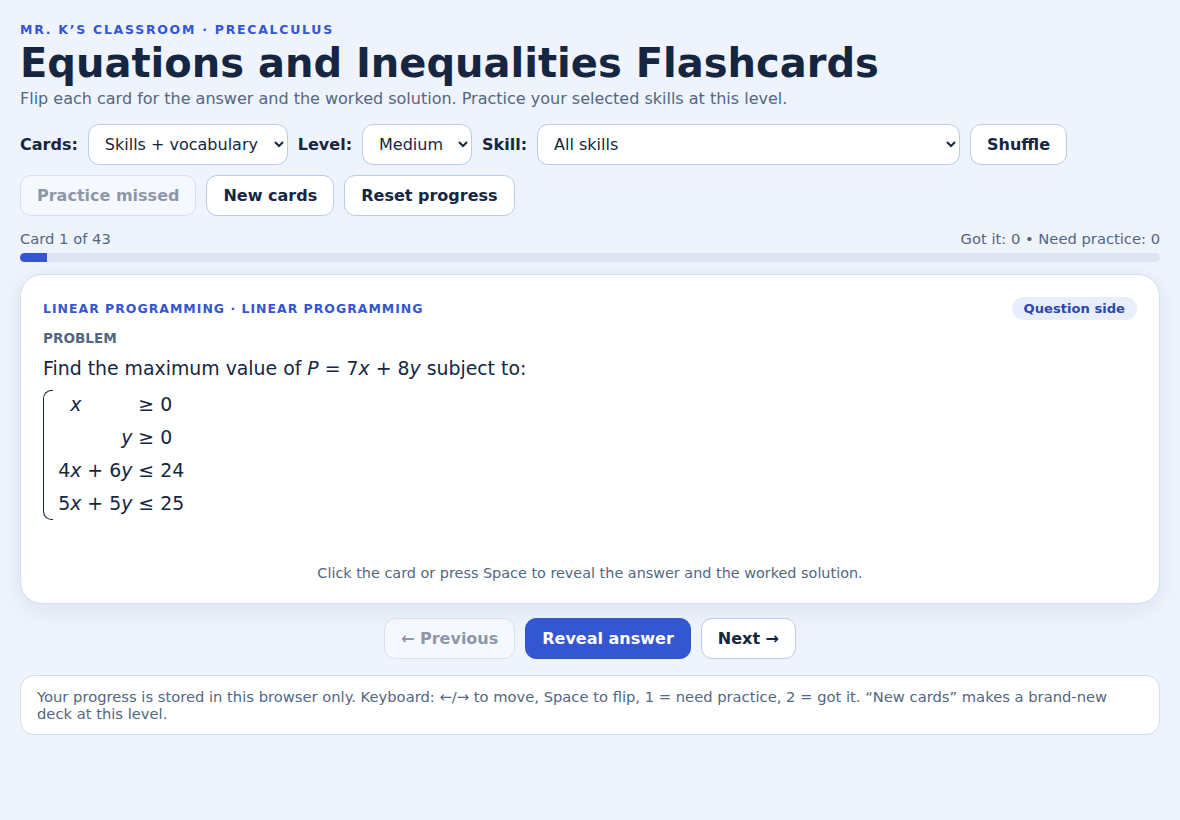 MR. K’S CLASSROOM · PRECALCULUS
Equations and Inequalities Flashcards
Flip each card for the answer and the worked solution. Practice your selected skills at this level.
Cards: Skills + vocabulary Level: Medium Skill: All skills Shuffle
Practice missed New cards Reset progress
Card 1 of 43 Got it: 0 • Need practice: 0
LINEAR PROGRAMMING · LINEAR PROGRAMMING Question side
PROBLEM
Find the maximum value of P = 7x + 8y subject to:
x ≥ 0
y ≥ 0
4x + 6y ≤ 24
5x + 5y ≤ 25
Click the card or press Space to reveal the answer and the worked solution.
← Previous Reveal answer Next →
Your progress is stored in this browser only. Keyboard: ←/→ to move, Space to flip, 1 = need practice, 2 = got it. “New cards” makes a brand-new
deck at this level.